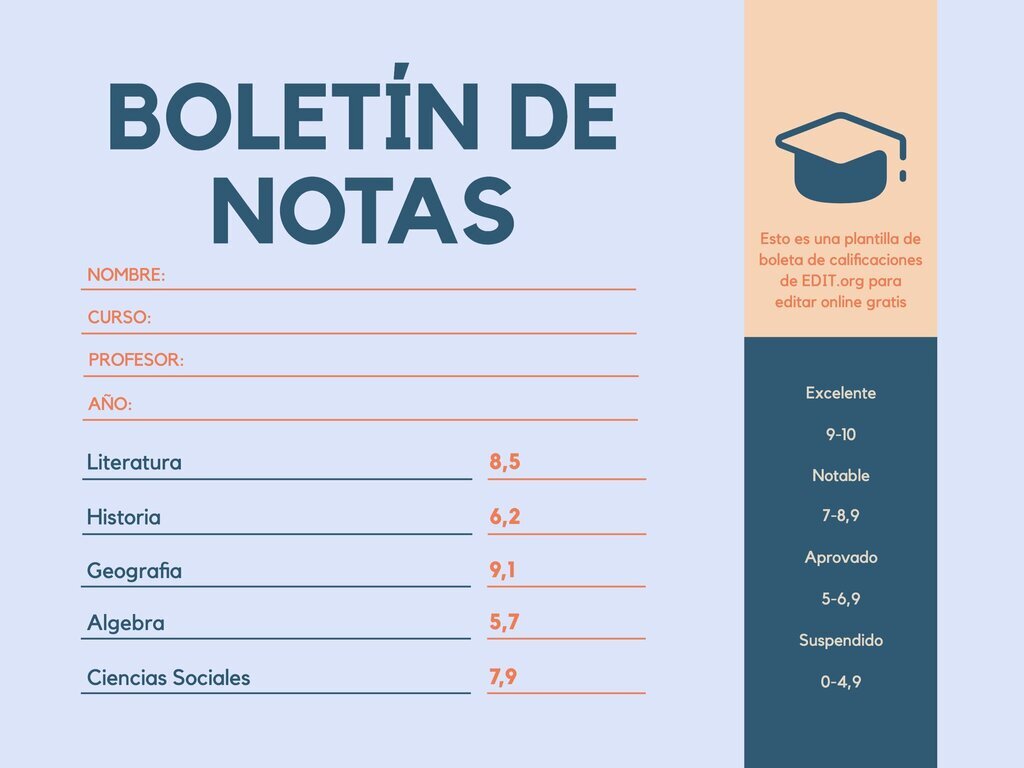 BOLETÍN DE
NOTAS
NOMBRE:
CURSO:
PROFESOR:
AÑO:
Literatura 8,5
Historia 6,2
Geografia 9,1
Algebra 5,7
Ciencias Sociales 7,9
Esto es una plantilla de
boleta de calificaciones
de EDIT.org para
editar online gratis
Excelente
9-10
Notable
7-8,9
Aprovado
5-6,9
Suspendido
0-4,9